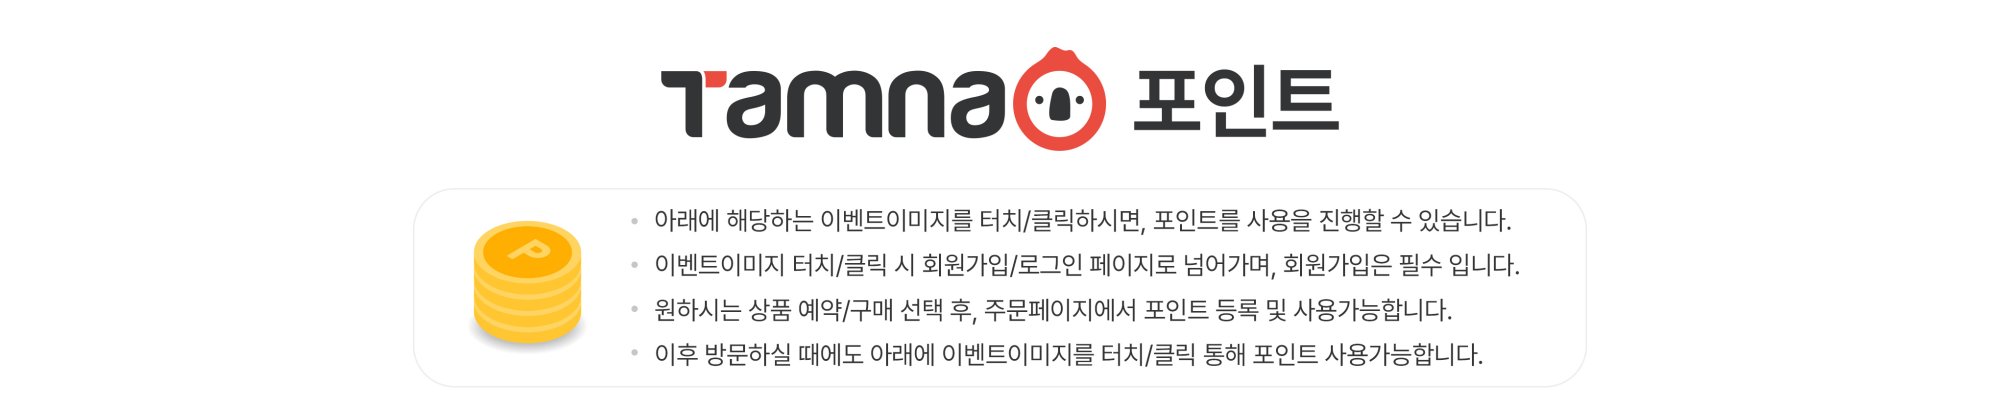 Tamnao 포인트
P
아래에 해당하는 이벤트이미지를 터치/클릭하시면, 포인트를 사용을 진행할 수 있습니다.
이벤트이미지 터치/클릭 시 회원가입/로그인 페이지로 넘어가며, 회원가입은 필수 입니다.
원하시는 상품 예약/구매 선택 후, 주문페이지에서 포인트 등록 및 사용가능합니다.
이후 방문하실 때에도 아래에 이벤트이미지를 터치/클릭 통해 포인트 사용가능합니다.